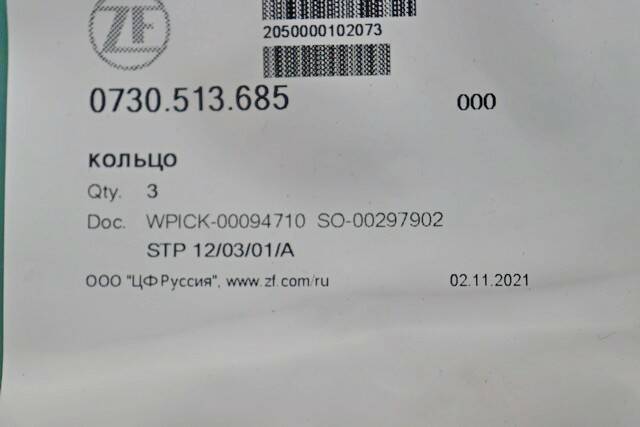 ZF
2050000102073
0730.513.685 000
кольцо
Qty. 3
Doc. WPICK-00094710 SO-00297902
STP 12/03/01/A
ООО "ЦФ Руссия", www.zf.com/ru 02.11.2021